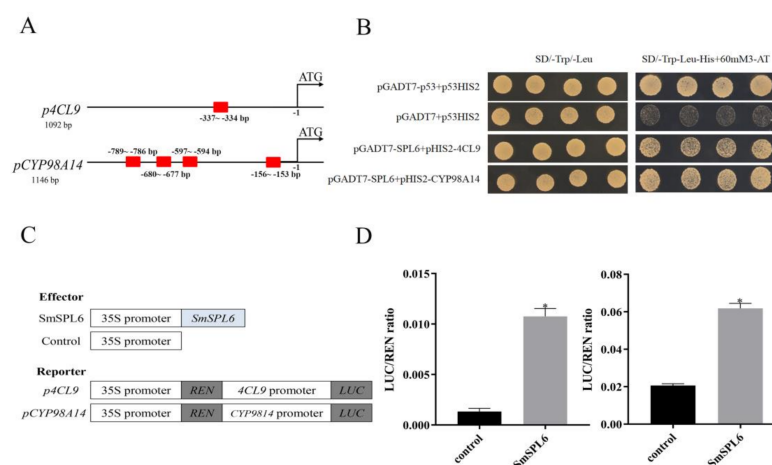 A
ATG
-1
p4CL9
1092 bp
-337~ -334 bp
ATG
-789~ -786 bp
-597~ -594 bp
-1
pCYP98A14
1146 bp
-680~ -677 bp
-156~ -153 bp
B
SD/-Trp/-Leu
SD/-Trp-Leu-His+60mM3-AT
pGADT7-p53+p53HIS2
pGADT7+p53HIS2
pGADT7-SPL6+pHIS2-4CL9
pGADT7-SPL6+pHIS2-CYP98A14
C
Effector
SmSPL6 35S promoter SmSPL6
Control 35S promoter
Reporter
p4CL9 35S promoter REN 4CL9 promoter LUC
pCYP98A14 35S promoter REN CYP9814 promoter LUC
D
LUC/REN ratio
0.015
0.010
0.005
0.000
*
control
SmSPL6
LUC/REN ratio
0.08
0.06
0.04
0.02
0.00
*
control
SmSPL6